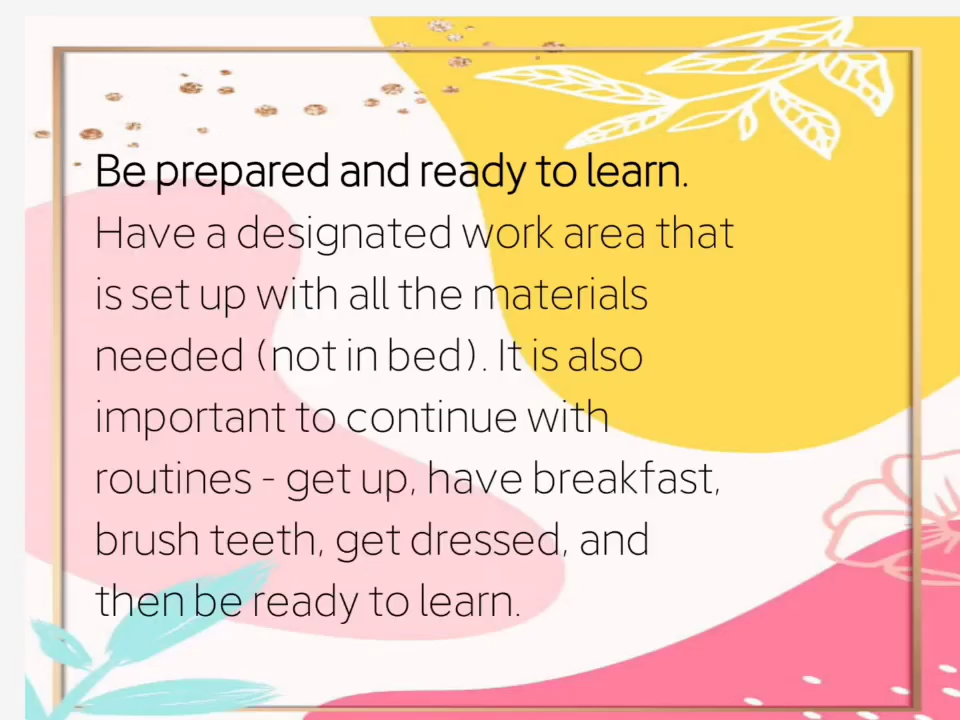 Be prepared and ready to learn.
Have a designated work area that
is set up with all the materials
needed (not in bed). It is also
important to continue with
routines - get up, have breakfast,
brush teeth, get dressed, and
then be ready to learn.